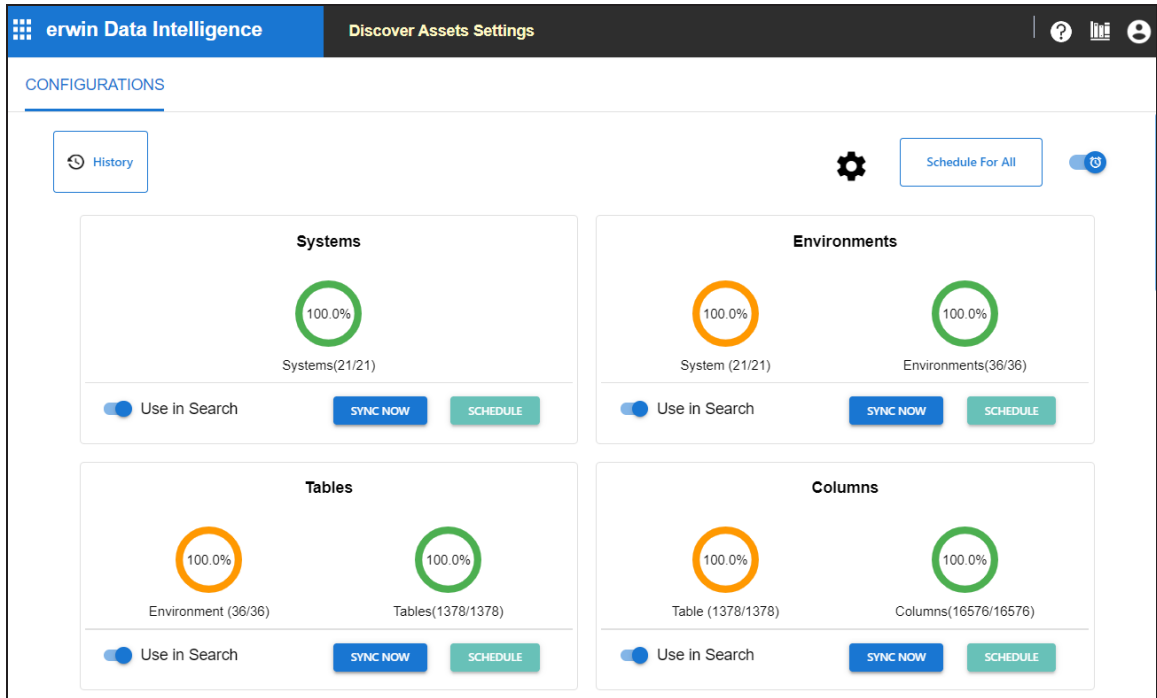 erwin Data Intelligence
Discover Assets Settings
CONFIGURATIONS
History
Schedule For All
Systems
100.0%
Systems(21/21)
Use in Search
SYNC NOW
SCHEDULE
Environments
100.0%
100.0%
System (21/21)
Environments(36/36)
Use in Search
SYNC NOW
SCHEDULE
Tables
100.0%
100.0%
Environment (36/36)
Tables(1378/1378)
Use in Search
SYNC NOW
SCHEDULE
Columns
100.0%
100.0%
Table (1378/1378)
Columns(16576/16576)
Use in Search
SYNC NOW
SCHEDULE